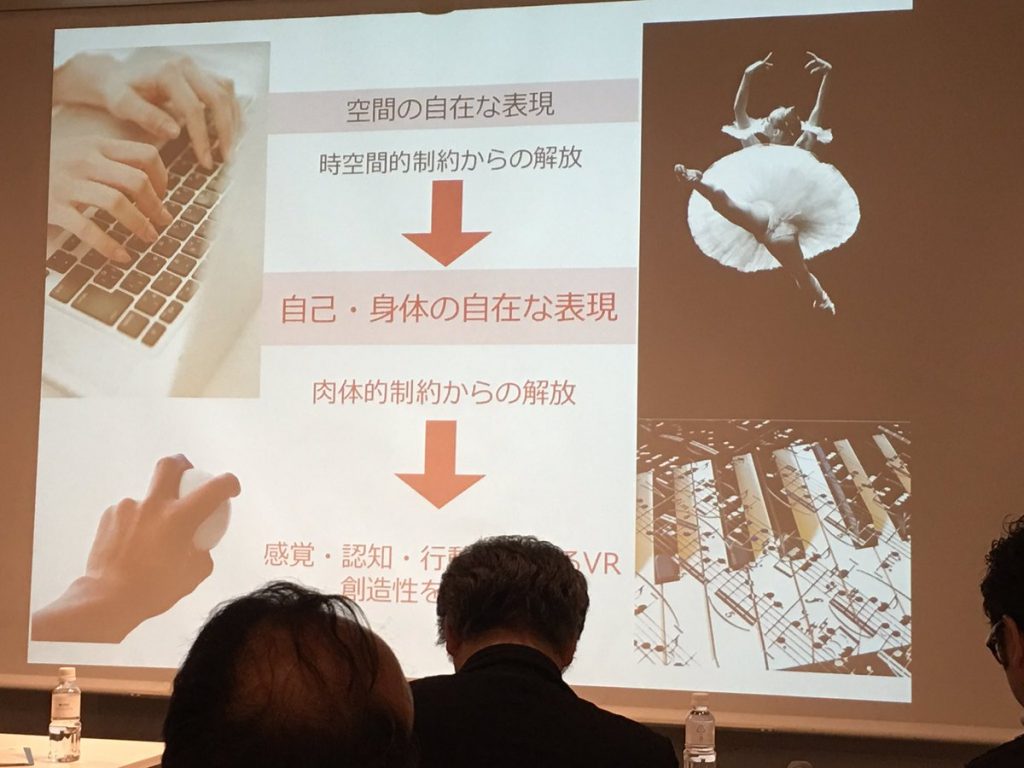 空間の自在な表現
時空間的制約からの解放
自己・身体の自在な表現
肉体的制約からの解放
感覚・認知・行動 るVR
創造性を